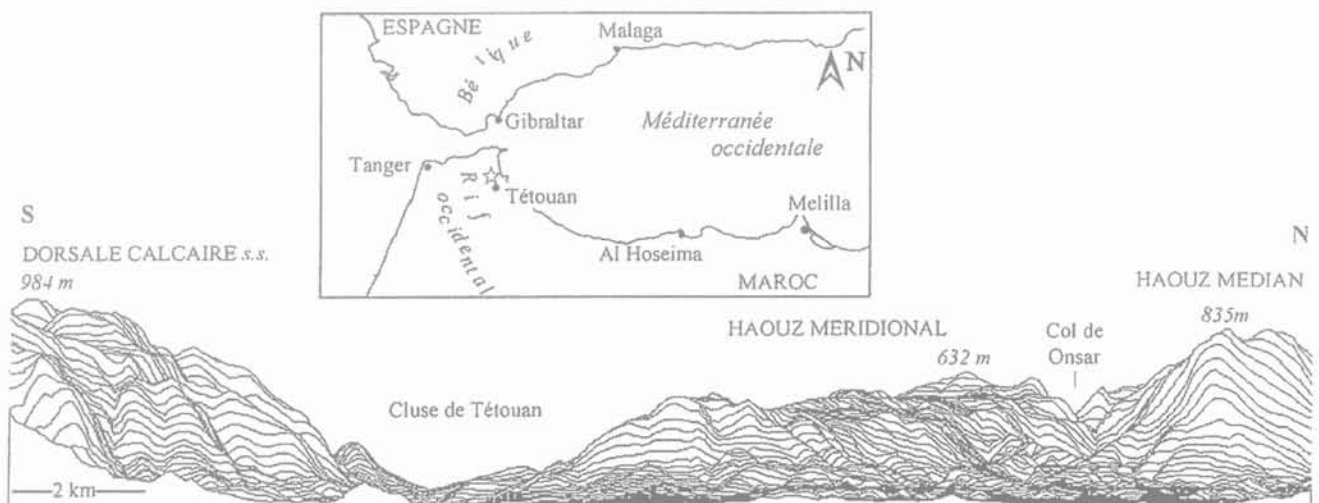 ESPAGNE
Malaga
Bétique
N
Gibraltar
Méditerranée
occidentale
Tanger
Rif
occidental
Tétouan
Melilla
Al Hoseima
MAROC
S
N
DORSALE CALCAIRE s.s.
984 m
HAOUZ MEDIAN
835m
HAOUZ MERIDIONAL
632 m
Col de
Onsar
Cluse de Tétouan
2 km